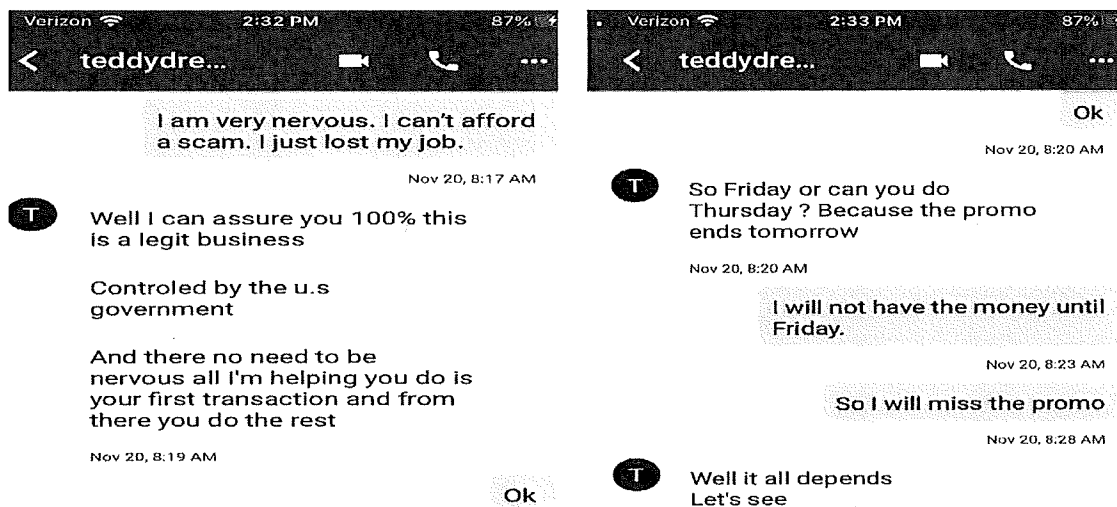 Verizon 2:32 PM 87%
teddydre...
I am very nervous. I can't afford
a scam. I just lost my job.
Nov 20, 8:17 AM
T
Well I can assure you 100% this
is a legit business
Controled by the u.s
government
And there no need to be
nervous all I'm helping you do is
your first transaction and from
there you do the rest
Nov 20, 8:19 AM
Ok
Verizon 2:33 PM 87%
teddydre...
Ok
Nov 20, 8:20 AM
T
So Friday or can you do
Thursday ? Because the promo
ends tomorrow
Nov 20, 8:20 AM
I will not have the money until
Friday.
Nov 20, 8:23 AM
So I will miss the promo
Nov 20, 8:28 AM
T
Well it all depends
Let's see